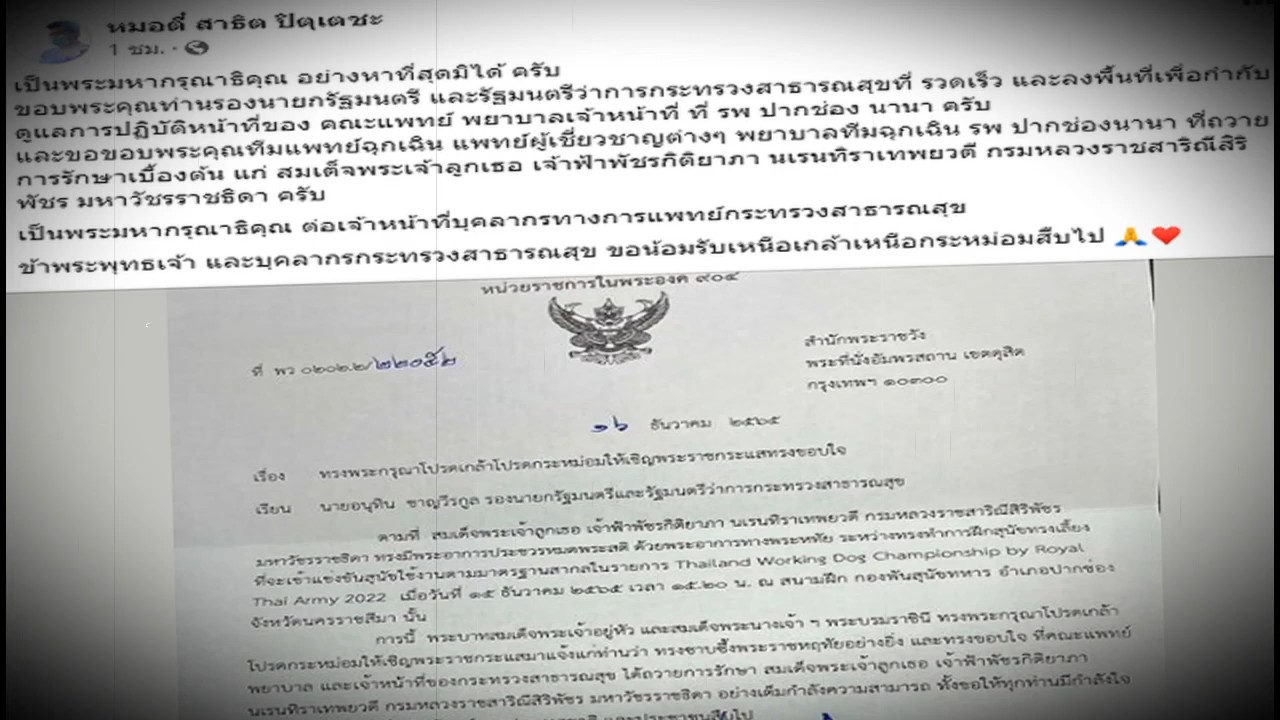 หมอตี๋ สาธิต ปิตุเตชะ
1 ชม.
เป็นพระมหากรุณาธิคุณ อย่างหาที่สุดมิได้ ครับ
ขอบพระคุณท่านรองนายกรัฐมนตรี และรัฐมนตรีว่าการกระทรวงสาธารณสุขที่ รวดเร็ว และลงพื้นที่เพื่อกำกับ
ดูแลการปฏิบัติหน้าที่ของ คณะแพทย์ พยาบาลเจ้าหน้าที่ ที่ รพ ปากช่อง นานา ครับ
และขอขอบพระคุณทีมแพทย์ฉุกเฉิน แพทย์ผู้เชี่ยวชาญต่างๆ พยาบาลทีมฉุกเฉิน รพ ปากช่องนานา ที่ถวาย
การรักษาเบื้องต้น แก่ สมเด็จพระเจ้าลูกเธอ เจ้าฟ้าพัชรกิติยาภา นเรนทิราเทพยวดี กรมหลวงราชสาริณีสิริ
พัชร มหาวัชรราชธิดา ครับ
เป็นพระมหากรุณาธิคุณ ต่อเจ้าหน้าที่บุคลากรทางการแพทย์กระทรวงสาธารณสุข
ข้าพระพุทธเจ้า และบุคลากรกระทรวงสาธารณสุข ขอน้อมรับเหนือเกล้าเหนือกระหม่อมสืบไป 🙏❤️
หน่วยราชการในพระองค์ ๙๐๔
ที่ พว ๐๒๐๒.๒/๒๒๐๕๒
สำนักพระราชวัง
พระที่นั่งอัมพรสถาน เขตดุสิต
กรุงเทพฯ ๑๐๓๐๐
๑๖ ธันวาคม ๒๕๖๕
เรื่อง ทรงพระกรุณาโปรดเกล้าโปรดกระหม่อมให้เชิญพระราชกระแสทรงขอบใจ
เรียน นายอนุทิน ชาญวีรกูล รองนายกรัฐมนตรีและรัฐมนตรีว่าการกระทรวงสาธารณสุข
ตามที่ สมเด็จพระเจ้าลูกเธอ เจ้าฟ้าพัชรกิติยาภา นเรนทิราเทพยวดี กรมหลวงราชสาริณีสิริพัชร
มหาวัชรราชธิดา ทรงมีพระอาการประชวรหมดพระสติ ด้วยพระอาการทางพระหทัย ระหว่างทรงทำการฝึกสุนัขทรงเลี้ยง
ที่จะเข้าแข่งขันสุนัขใช้งานตามมาตรฐานสากลในรายการ Thailand Working Dog Championship by Royal
Thai Army 2022 เมื่อวันที่ ๑๕ ธันวาคม ๒๕๖๕ เวลา ๑๕.๒๐ น. ณ สนามฝึก กองพันสุนัขทหาร อำเภอปากช่อง
จังหวัดนครราชสีมา นั้น
การนี้ พระบาทสมเด็จพระเจ้าอยู่หัว และสมเด็จพระนางเจ้า ฯ พระบรมราชินี ทรงพระกรุณาโปรดเกล้า
โปรดกระหม่อมให้เชิญพระราชกระแสมาแจ้งแก่ท่านว่า ทรงซาบซึ้งพระราชหฤทัยอย่างยิ่ง และทรงขอบใจ ที่คณะแพทย์
พยาบาล และเจ้าหน้าที่ของกระทรวงสาธารณสุข ได้ถวายการรักษา สมเด็จพระเจ้าลูกเธอ เจ้าฟ้าพัชรกิติยาภา
นเรนทิราเทพยวดี กรมหลวงราชสาริณีสิริพัชร มหาวัชรราชธิดา อย่างเต็มกำลังความสามารถ ทั้งขอให้ทุกท่านมีกำลังใจ
และประชาชนสืบไป